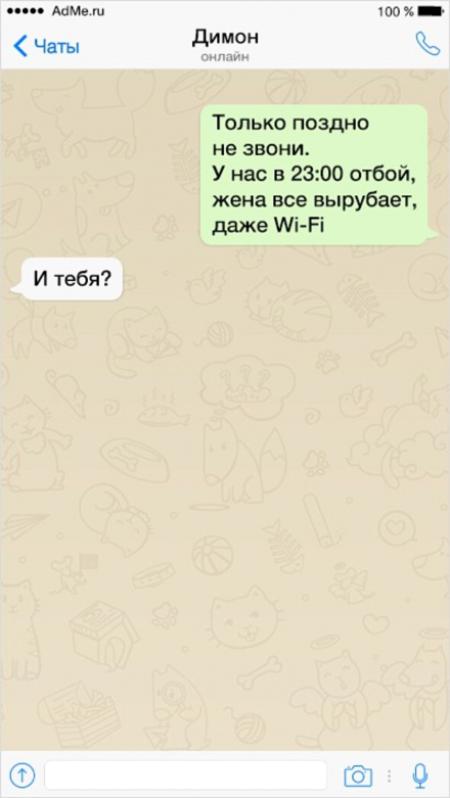 AdMe.ru 100 %
Чаты
Димон
онлайн
Только поздно
не звони.
У нас в 23:00 отбой,
жена все вырубает,
даже Wi-Fi
И тебя?